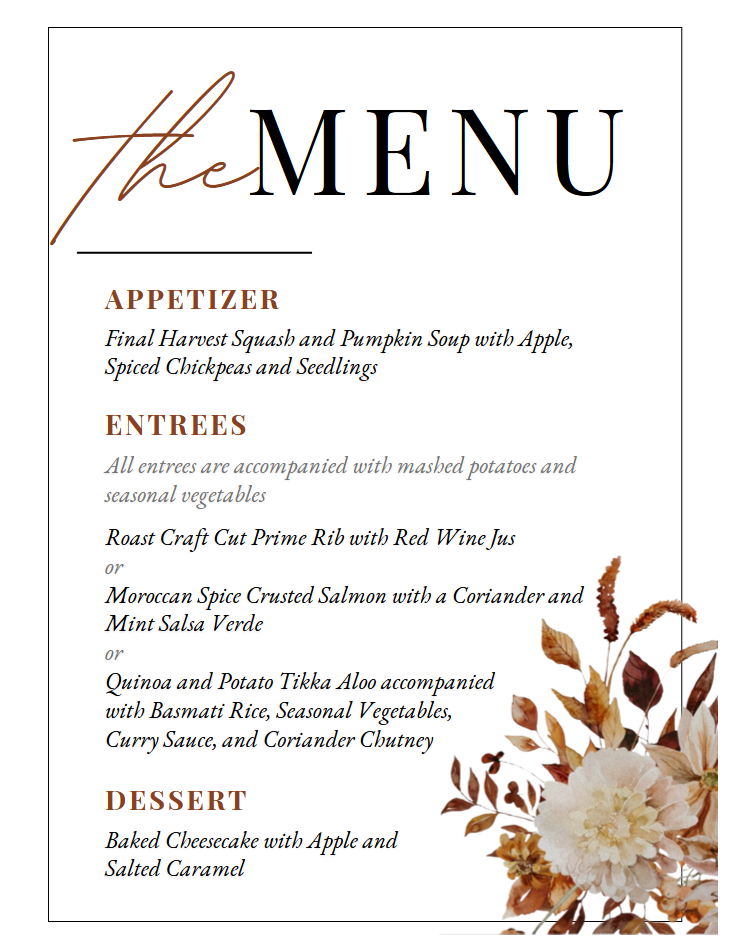 the MENU
APPETIZER
Final Harvest Squash and Pumpkin Soup with Apple,
Spiced Chickpeas and Seedlings
ENTREES
All entrees are accompanied with mashed potatoes and
seasonal vegetables
Roast Craft Cut Prime Rib with Red Wine Jus
or
Moroccan Spice Crusted Salmon with a Coriander and
Mint Salsa Verde
or
Quinoa and Potato Tikka Aloo accompanied
with Basmati Rice, Seasonal Vegetables,
Curry Sauce, and Coriander Chutney
DESSERT
Baked Cheesecake with Apple and
Salted Caramel